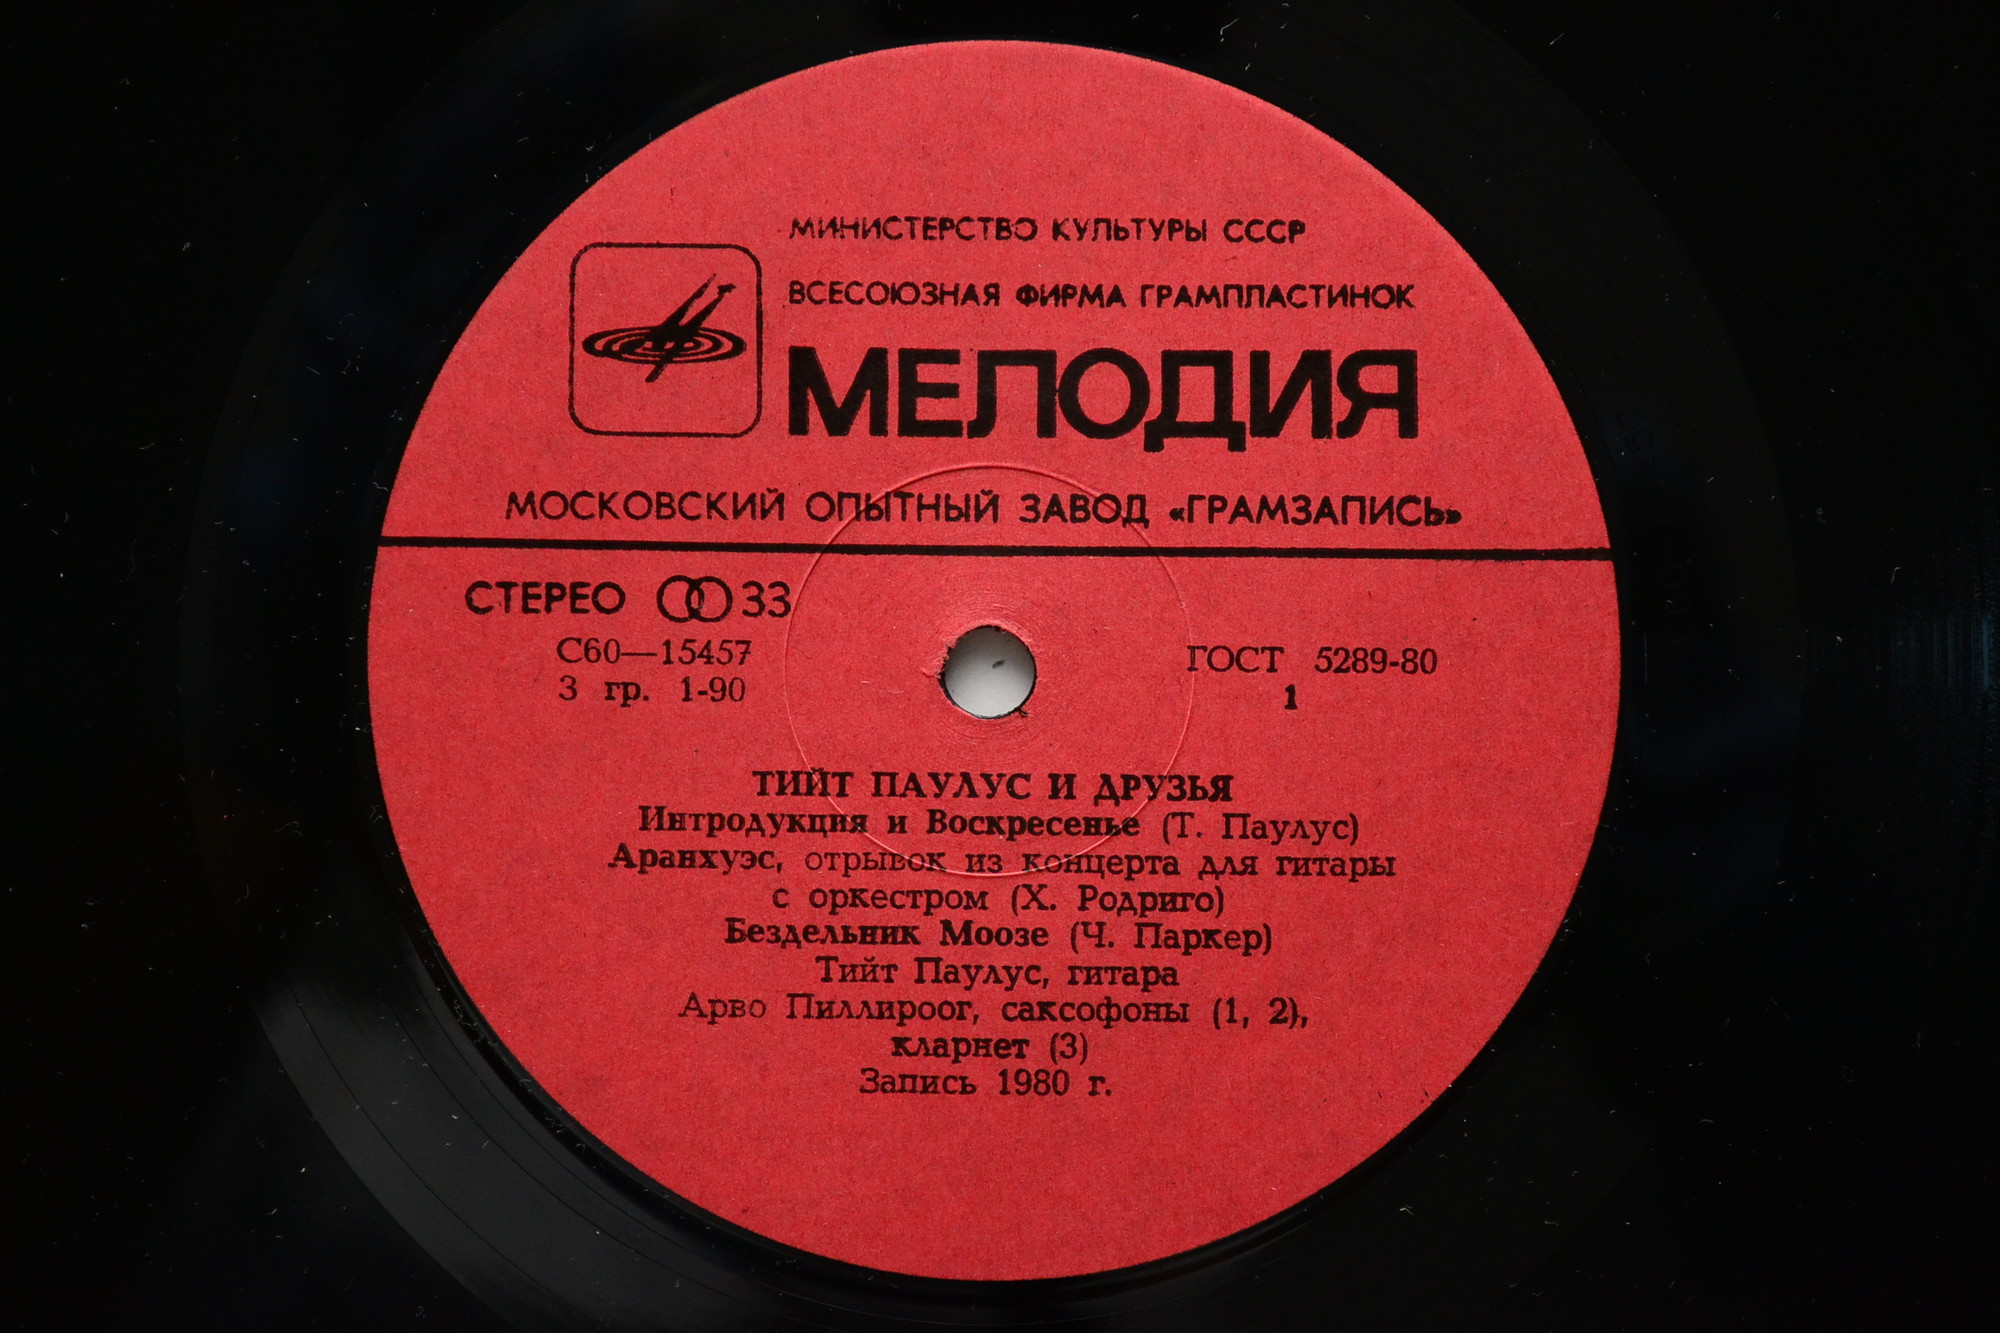 МИНИСТЕРСТВО КУЛЬТУРЫ СССР
ВСЕСОЮЗНАЯ ФИРМА ГРАМПЛАСТИНОК
МЕЛОДИЯ
МОСКОВСКИЙ ОПЫТНЫЙ ЗАВОД «ГРАМЗАПИСЬ»
СТЕРЕО 33
С60—15457
3 гр. 1-90
ГОСТ 5289-80
1
ТИЙТ ПАУЛУС И ДРУЗЬЯ
Интродукция и Воскресенье (Т. Паулус)
Аранхуэс, отрывок из концерта для гитары
с оркестром (Х. Родриго)
Бездельник Моозе (Ч. Паркер)
Тийт Паулус, гитара
Арво Пиллироог, саксофоны (1, 2),
кларнет (3)
Запись 1980 г.